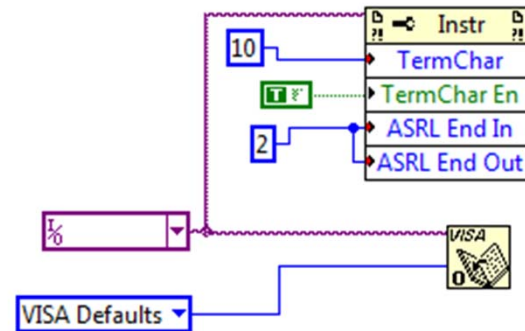 Instr
10
TermChar
T
TermChar En
2
ASRL End In
ASRL End Out
I/O
VISA
O
VISA Defaults